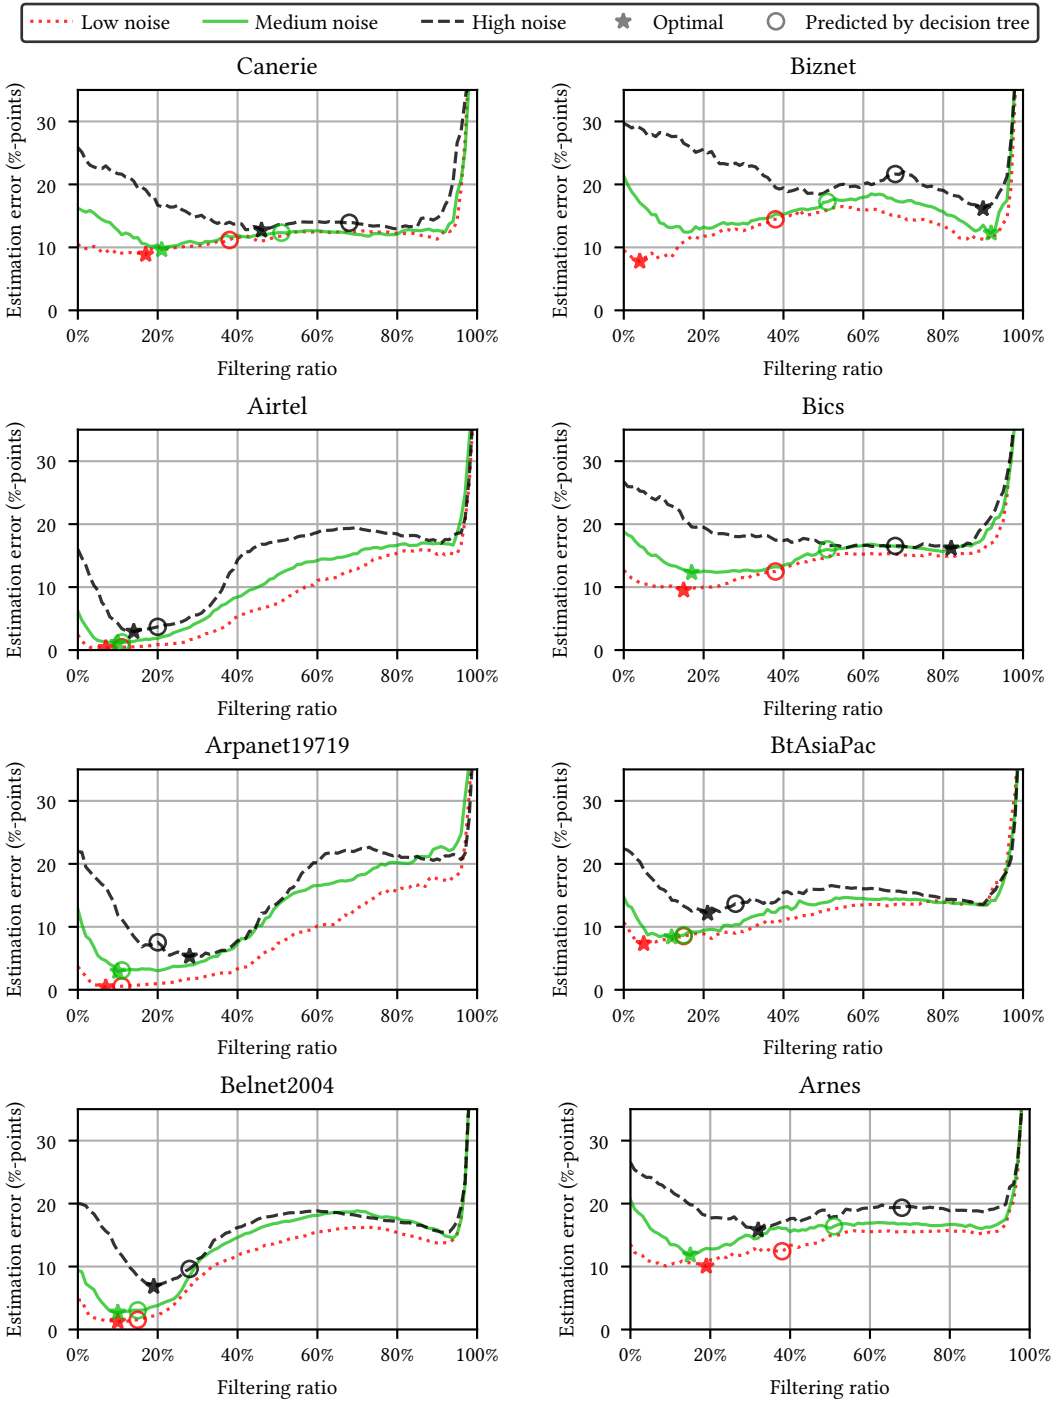 Low noise Medium noise High noise Optimal Predicted by decision tree
Canerie
Estimation error (%-points)
30
20
10
0
0% 20% 40% 60% 80% 100%
Filtering ratio
Biznet
Estimation error (%-points)
30
20
10
0
0% 20% 40% 60% 80% 100%
Filtering ratio
Airtel
Estimation error (%-points)
30
20
10
0
0% 20% 40% 60% 80% 100%
Filtering ratio
Bics
Estimation error (%-points)
30
20
10
0
0% 20% 40% 60% 80% 100%
Filtering ratio
Arpanet19719
Estimation error (%-points)
30
20
10
0
0% 20% 40% 60% 80% 100%
Filtering ratio
BtAsiaPac
Estimation error (%-points)
30
20
10
0
0% 20% 40% 60% 80% 100%
Filtering ratio
Belnet2004
Estimation error (%-points)
30
20
10
0
0% 20% 40% 60% 80% 100%
Filtering ratio
Arnes
Estimation error (%-points)
30
20
10
0
0% 20% 40% 60% 80% 100%
Filtering ratio